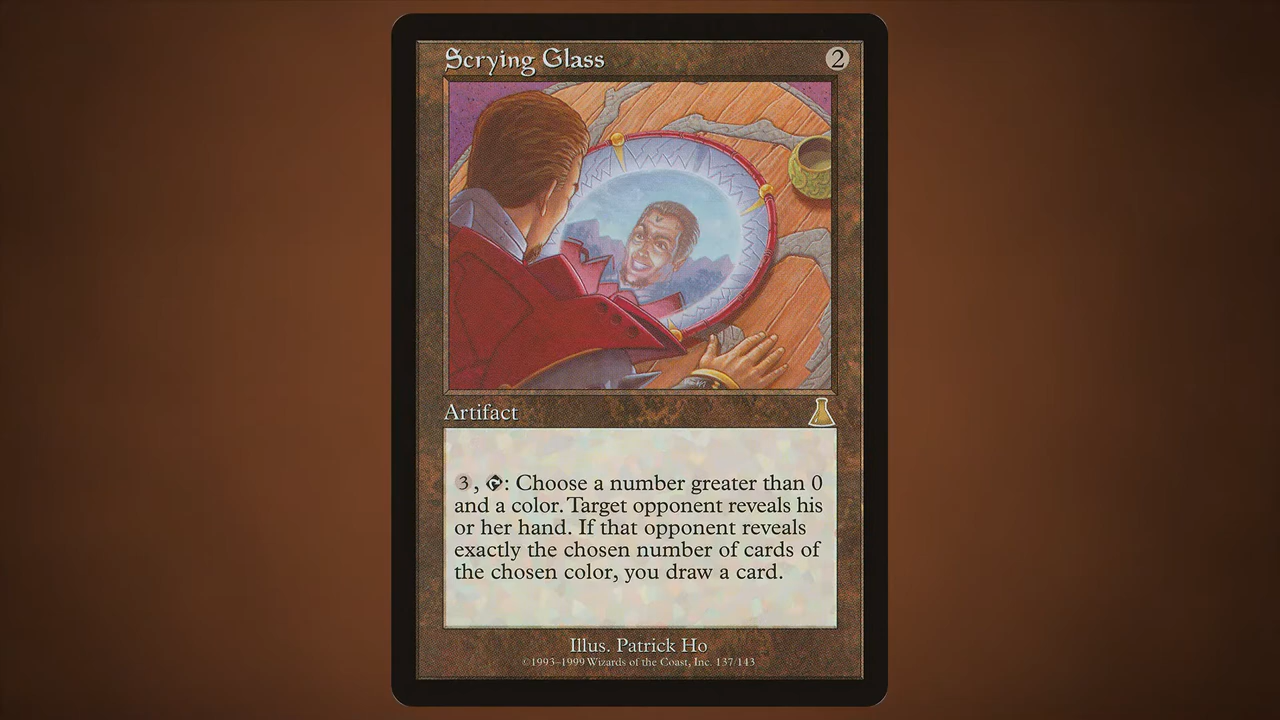 Scrying Glass 2
Artifact
3, : Choose a number greater than 0
and a color. Target opponent reveals his
or her hand. If that opponent reveals
exactly the chosen number of cards of
the chosen color, you draw a card.
Illus. Patrick Ho
©1993–1999 Wizards of the Coast, Inc. 137/143